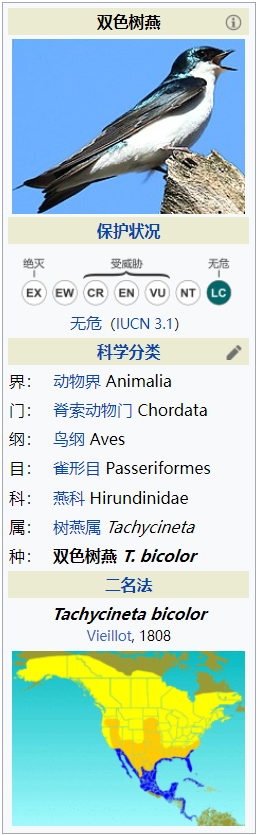 双色树燕
保护状况
绝灭 受威胁 无危
EX EW CR EN VU NT LC
无危（IUCN 3.1）
科学分类
界： 动物界 Animalia
门： 脊索动物门 Chordata
纲： 鸟纲 Aves
目： 雀形目 Passeriformes
科： 燕科 Hirundinidae
属： 树燕属 Tachycineta
种： 双色树燕 T. bicolor
二名法
Tachycineta bicolor
Vieillot, 1808